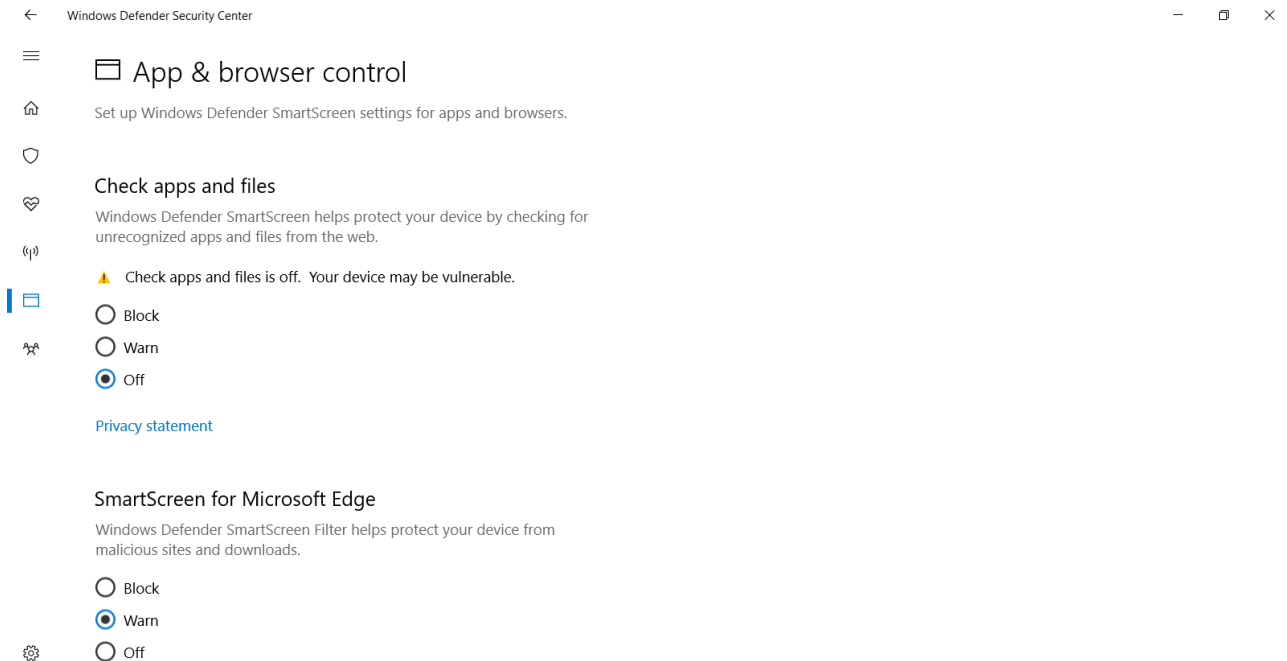 Windows Defender Security Center
App & browser control
Set up Windows Defender SmartScreen settings for apps and browsers.
Check apps and files
Windows Defender SmartScreen helps protect your device by checking for
unrecognized apps and files from the web.
Check apps and files is off.  Your device may be vulnerable.
Block
Warn
Off
Privacy statement
SmartScreen for Microsoft Edge
Windows Defender SmartScreen Filter helps protect your device from
malicious sites and downloads.
Block
Warn
Off